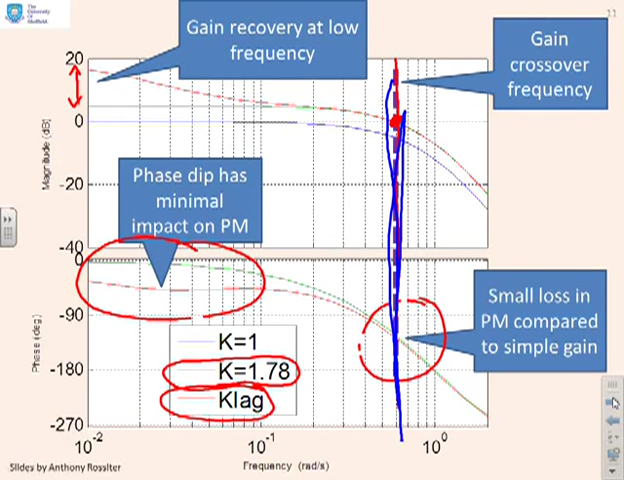 The
University
Of
Sheffield.
11
Gain recovery at low
frequency
Gain
crossover
frequency
20
0
-20
-40
Magnitude (dB)
Phase dip has
minimal
impact on PM
0
-90
-180
-270
Phase (deg)
Small loss in
PM compared
to simple gain
K=1
K=1.78
Klag
10-2
10-1
100
Frequency (rad/s)
Slides by Anthony Rossiter